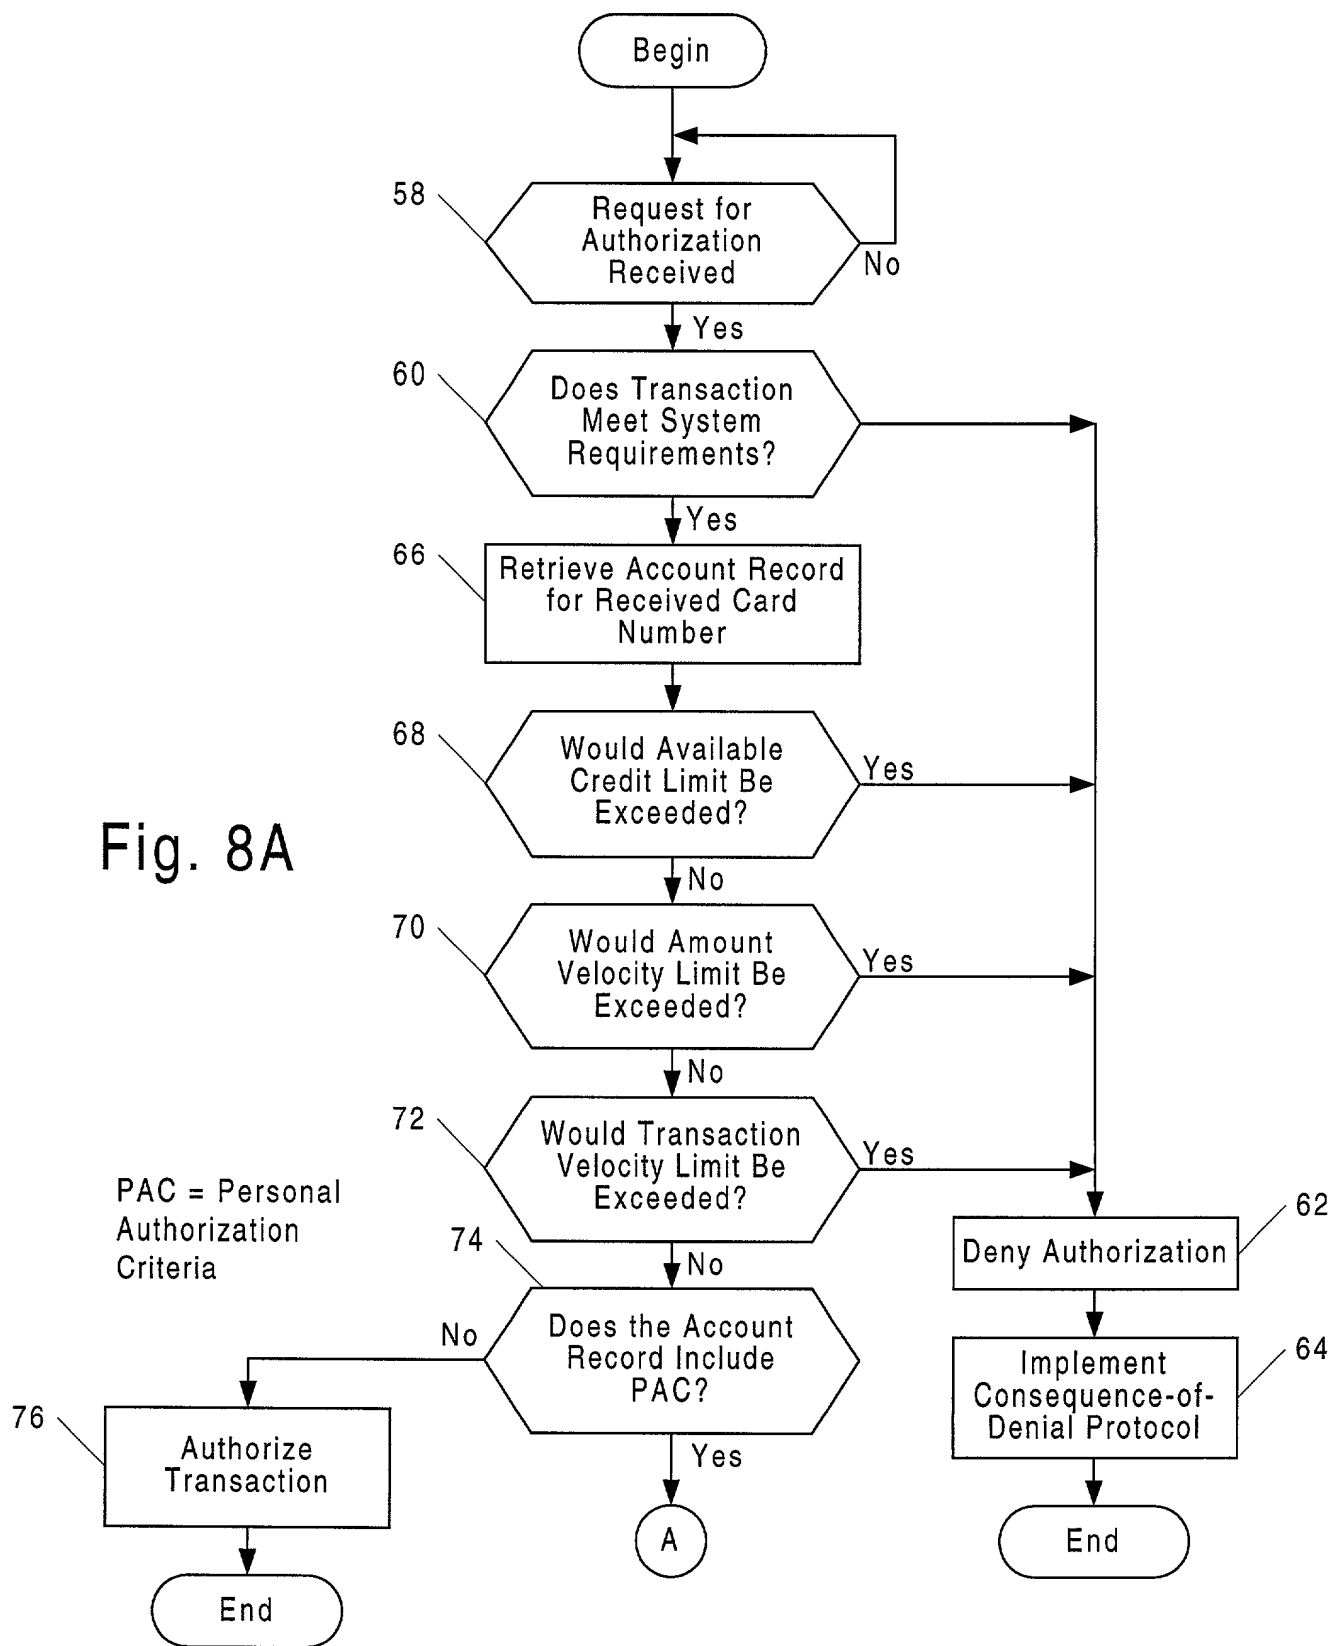 Begin
58
Request for
Authorization
Received
No
Yes
60
Does Transaction
Meet System
Requirements?
Yes
66
Retrieve Account Record
for Received Card
Number
68
Would Available
Credit Limit Be
Exceeded?
Yes
Fig. 8A
No
70
Would Amount
Velocity Limit Be
Exceeded?
Yes
No
72
Would Transaction
Velocity Limit Be
Exceeded?
Yes
PAC = Personal
Authorization
Criteria
62
Deny Authorization
74
No
Does the Account
Record Include
PAC?
No
64
Implement
Consequence-of-
Denial Protocol
76
Authorize
Transaction
Yes
A
End
End